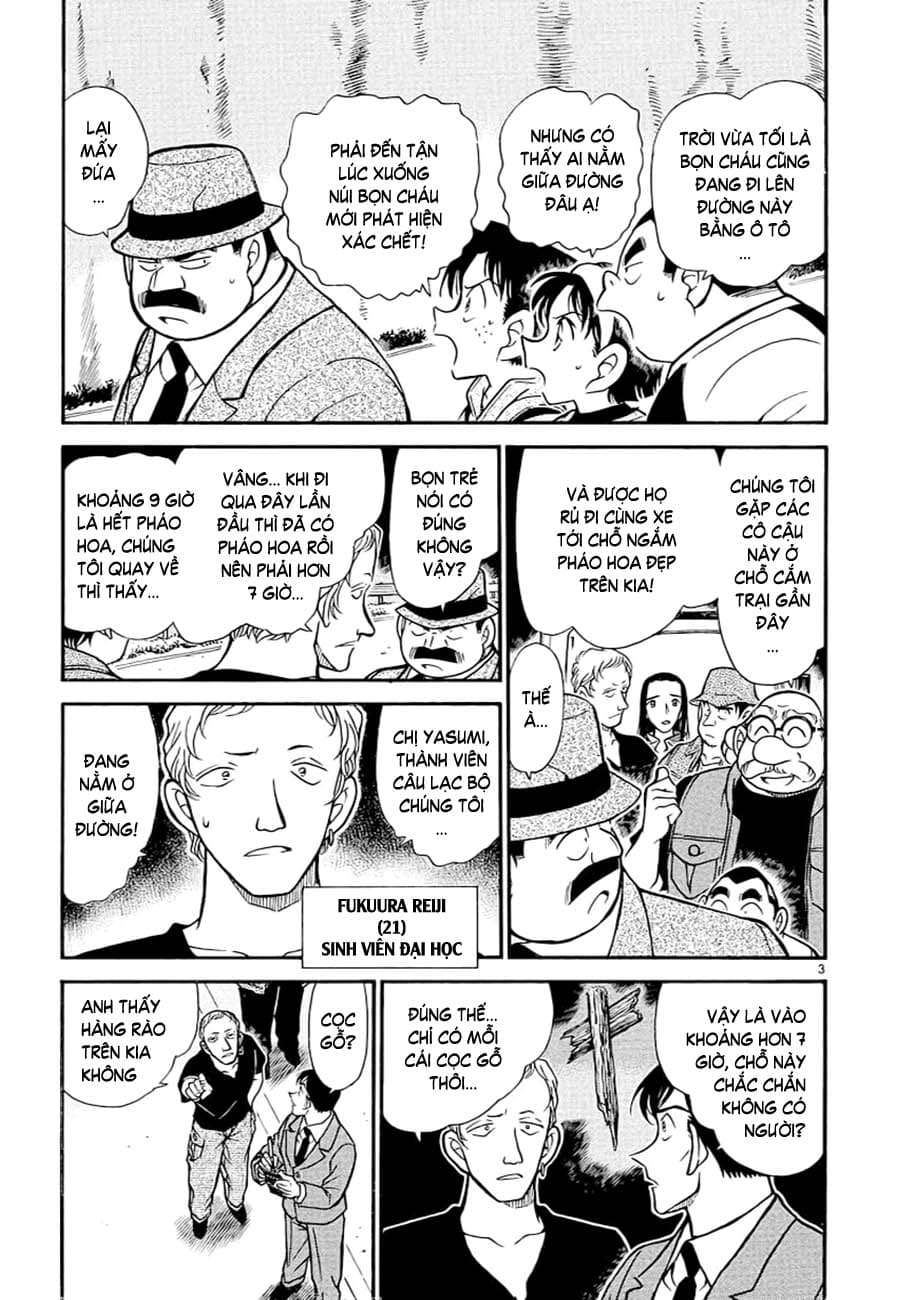 TRỜI VỪA TỐI LÀ
BỌN CHÁU CŨNG
ĐANG ĐI LÊN
ĐƯỜNG NÀY
BẰNG Ô TÔ
...
NHƯNG CÓ
THẤY AI NẰM
GIỮA ĐƯỜNG
ĐÂU Ạ!
PHẢI ĐẾN TẬN
LÚC XUỐNG
NÚI BỌN CHÁU
MỚI PHÁT HIỆN
XÁC CHẾT!
LẠI
MẤY
ĐỨA
...
CHÚNG TÔI
GẶP CÁC
CÔ CẬU
NÀY Ở
CHỖ CẮM
TRẠI GẦN
ĐÂY
...
VÀ ĐƯỢC HỌ
RỦ ĐI CÙNG XE
TỚI CHỖ NGẮM
PHÁO HOA ĐẸP
TRÊN KIA!
THẾ
À...
BỌN TRẺ
NÓI CÓ
ĐÚNG
KHÔNG
VẬY?
VÂNG... KHI ĐI
QUA ĐÂY LẦN
ĐẦU THÌ ĐÃ CÓ
PHÁO HOA RỒI
NÊN PHẢI HƠN
7 GIỜ...
KHOẢNG 9 GIỜ
LÀ HẾT PHÁO
HOA, CHÚNG
TÔI QUAY VỀ
THÌ THẤY...
CHỊ YASUMI,
THÀNH VIÊN
CÂU LẠC BỘ
CHÚNG TÔI
...
ĐANG
NẰM Ở
GIỮA
ĐƯỜNG!
FUKUURA REIJI
(21)
SINH VIÊN ĐẠI HỌC
3
VẬY LÀ VÀO
KHOẢNG HƠN 7
GIỜ, CHỖ NÀY
CHẮC CHẮN
KHÔNG CÓ
NGƯỜI?
ĐÚNG THẾ...
CHỈ CÓ MỖI
CÁI CỌC GỖ
THÔI...
CỌC
GỖ?
ANH THẤY
HÀNG RÀO
TRÊN KIA
KHÔNG